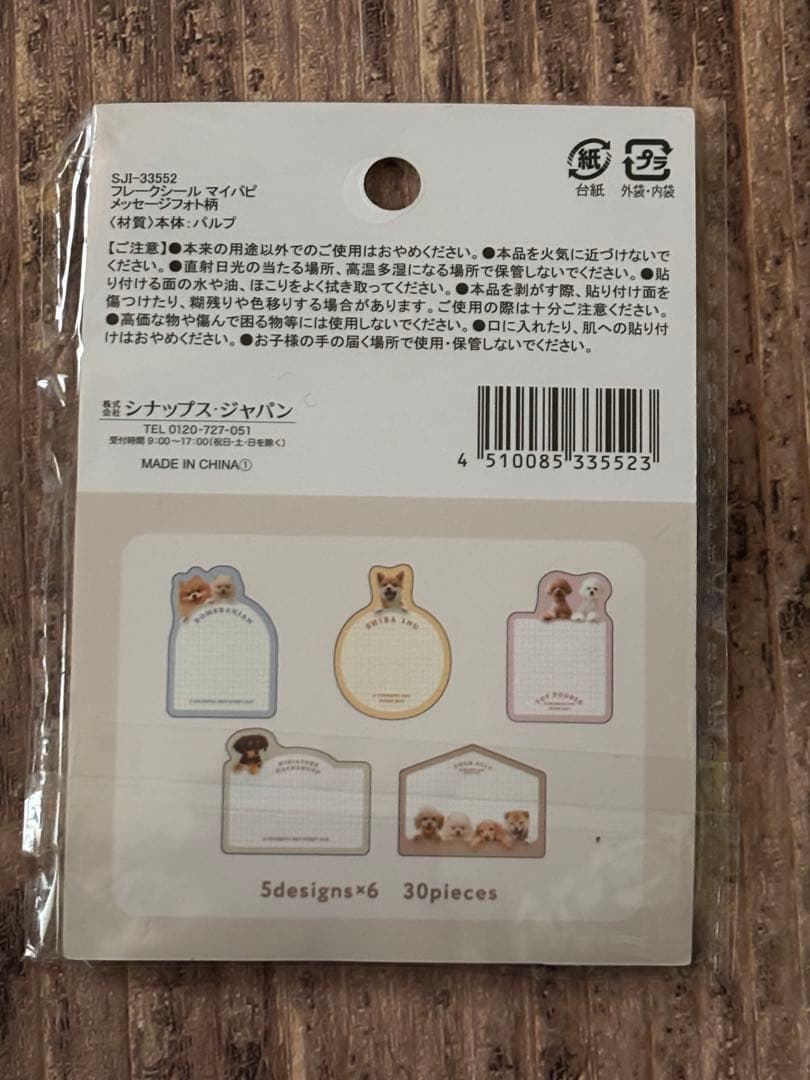 SJI-33552
フレークシール マイパピ
メッセージフォト柄
〈材質〉本体：パルプ
紙
台紙
プラ
外袋・内袋
【ご注意】●本来の用途以外でのご使用はおやめください。●本品を火気に近づけないで
ください。●直射日光の当たる場所、高温多湿になる場所で保管しないでください。●貼
り付ける面の水や油、ほこりをよく拭き取ってください。●本品を剥がす際、貼り付け面を
傷つけたり、糊残りや色移りする場合があります。ご使用の際は十分ご注意ください。
●高価な物や傷んで困る物等には使用しないでください。●口に入れたり、肌への貼り付
けはおやめください。●お子様の手の届く場所で使用・保管しないでください。
株式会社 シナップス・ジャパン
TEL 0120-727-051
受付時間 9:00〜17:00（祝日・土・日を除く）
MADE IN CHINA①
4 510085 335523
POMERANIAN
SHIBA INU
TOY POODLE
MINIATURE
DACHSHUND
5designs×6 30pieces